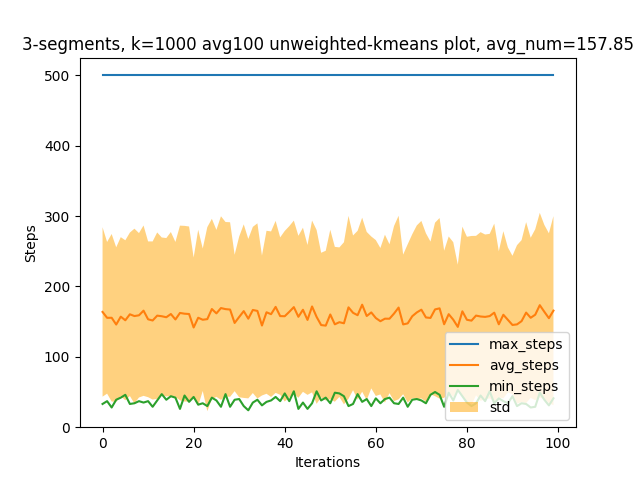 3-segments, k=1000 avg100 unweighted-kmeans plot, avg_num=157.85
500
400
300
200
100
0
Steps
0 20 40 60 80 100
Iterations
max_steps
avg_steps
min_steps
std